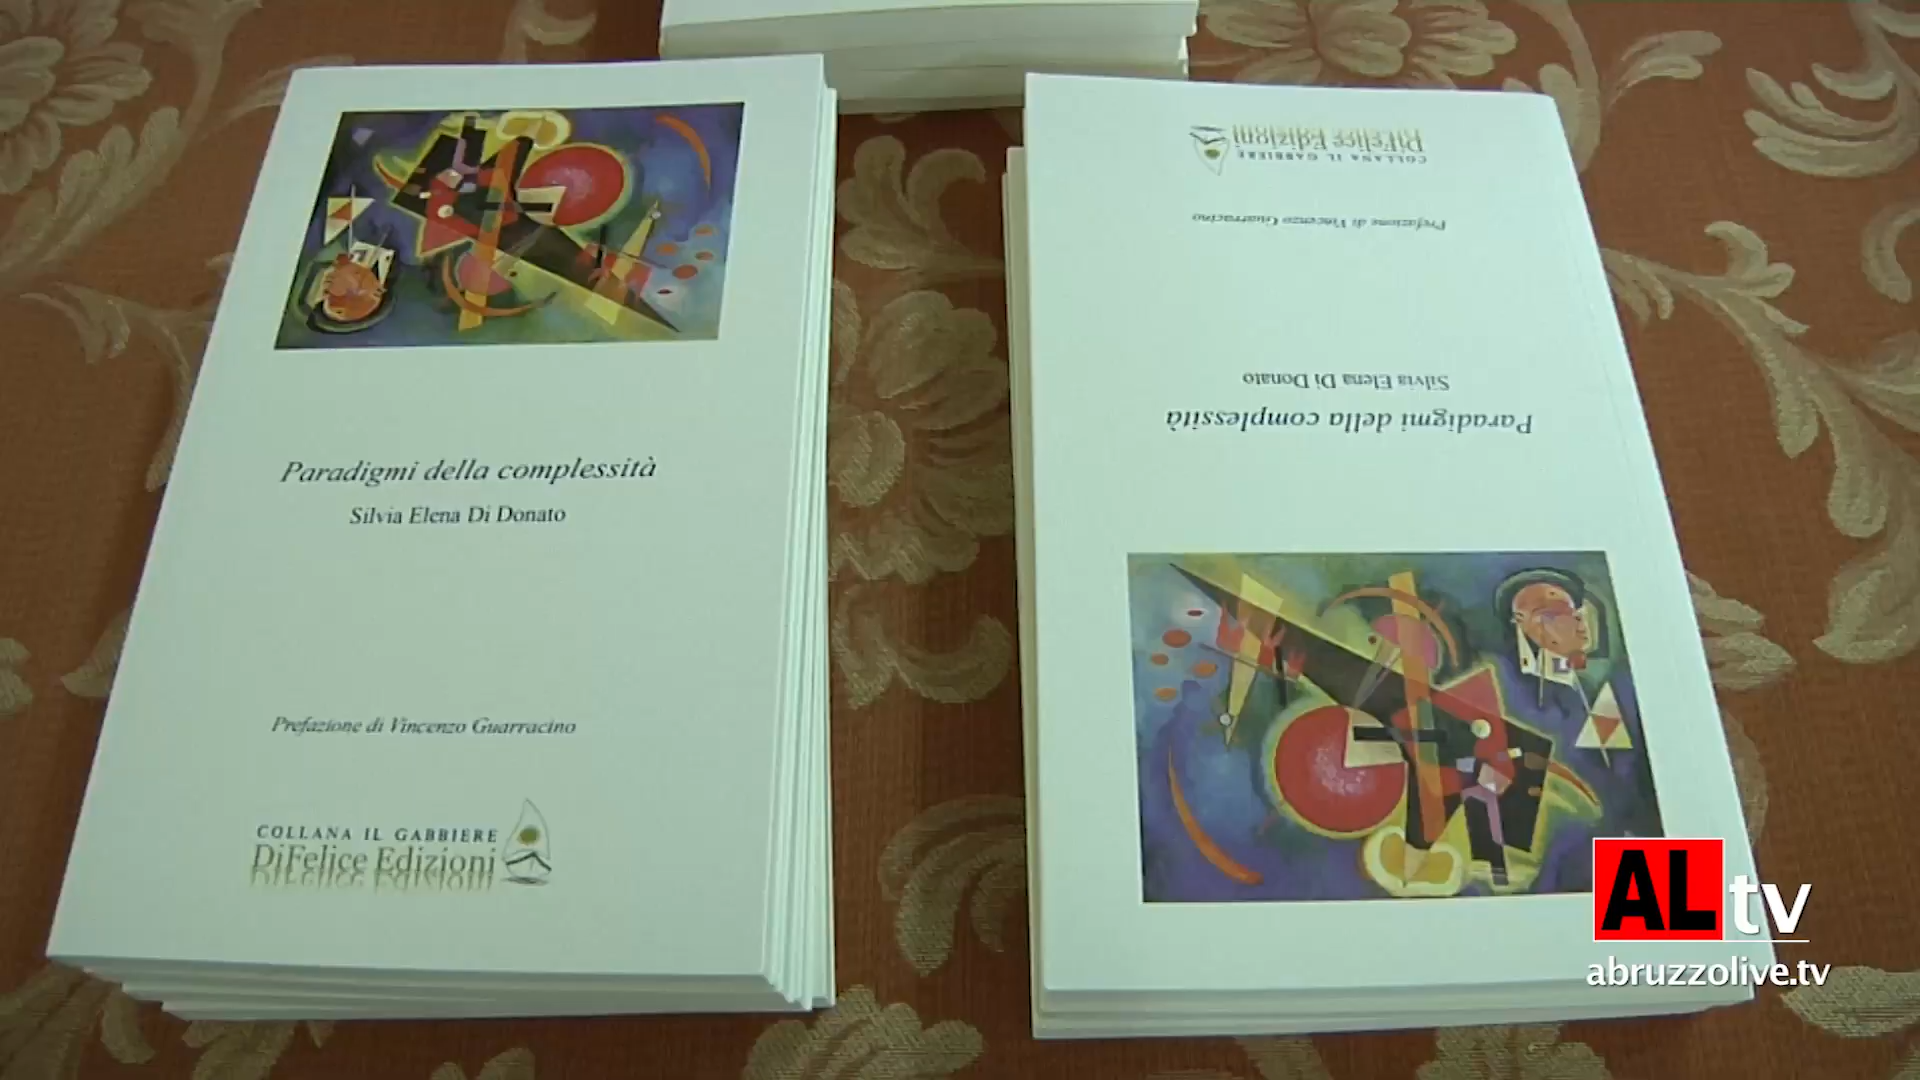 Paradigmi della complessità
Silvia Elena Di Donato
Prefazione di Vincenzo Guarracino
COLLANA IL GABBIERE
DiFelice Edizioni
COLLANA IL GABBIERE
DiFelice Edizioni
Prefazione di Vincenzo Guarracino
Silvia Elena Di Donato
Paradigmi della complessità
ALtv
abruzzolive.tv